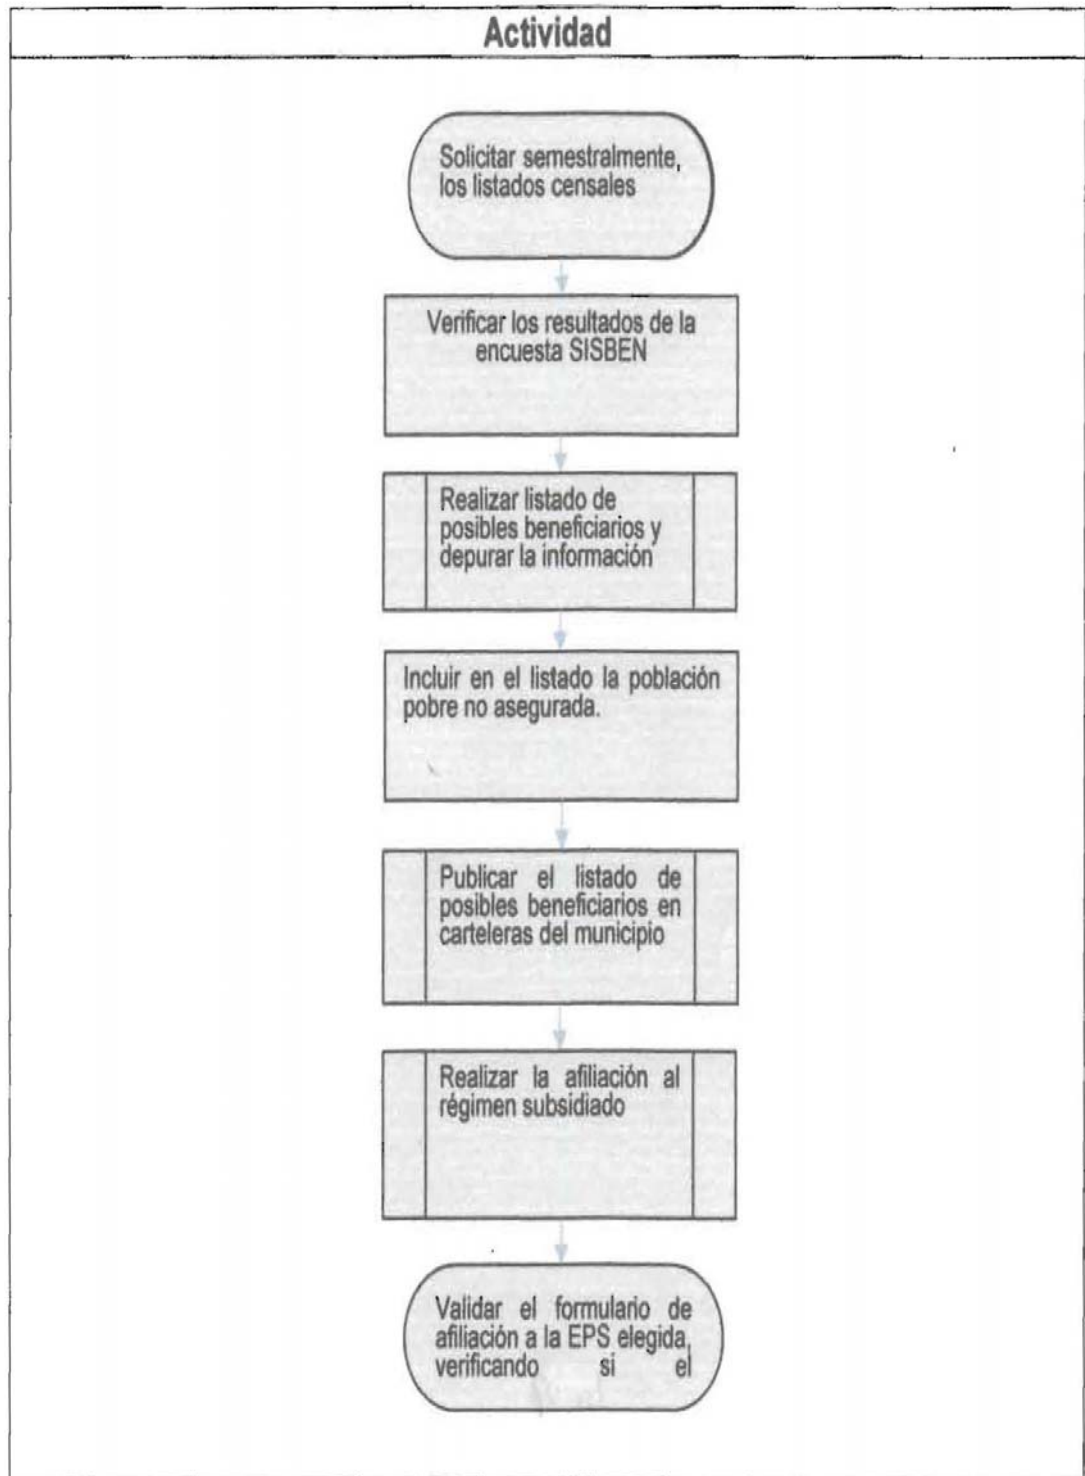 Actividad
Solicitar semestralmente,
los listados censales
Verificar los resultados de la
encuesta SISBEN
Realizar listado de
posibles beneficiarios y
depurar la información
Incluir en el listado la población
pobre no asegurada.
Publicar el listado de
posibles beneficiarios en
carteleras del municipio
Realizar la afiliación al
régimen subsidiado
Validar el formulario de
afiliación a la EPS elegida,
verificando si el